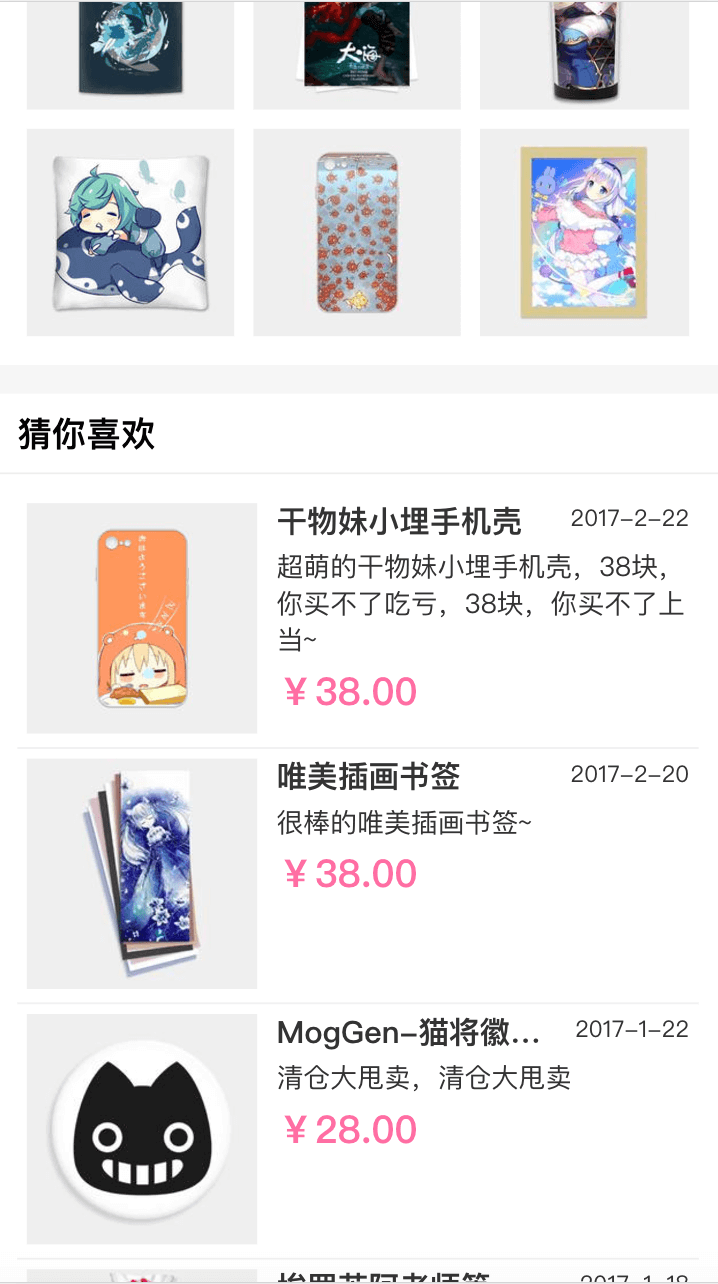 大海
猜你喜欢
干物妹小埋手机壳
2017-2-22
超萌的干物妹小埋手机壳，38块，
你买不了吃亏，38块，你买不了上
当~
¥38.00
唯美插画书签
2017-2-20
很棒的唯美插画书签~
¥38.00
MogGen-猫将徽...
2017-1-22
清仓大甩卖，清仓大甩卖
¥28.00